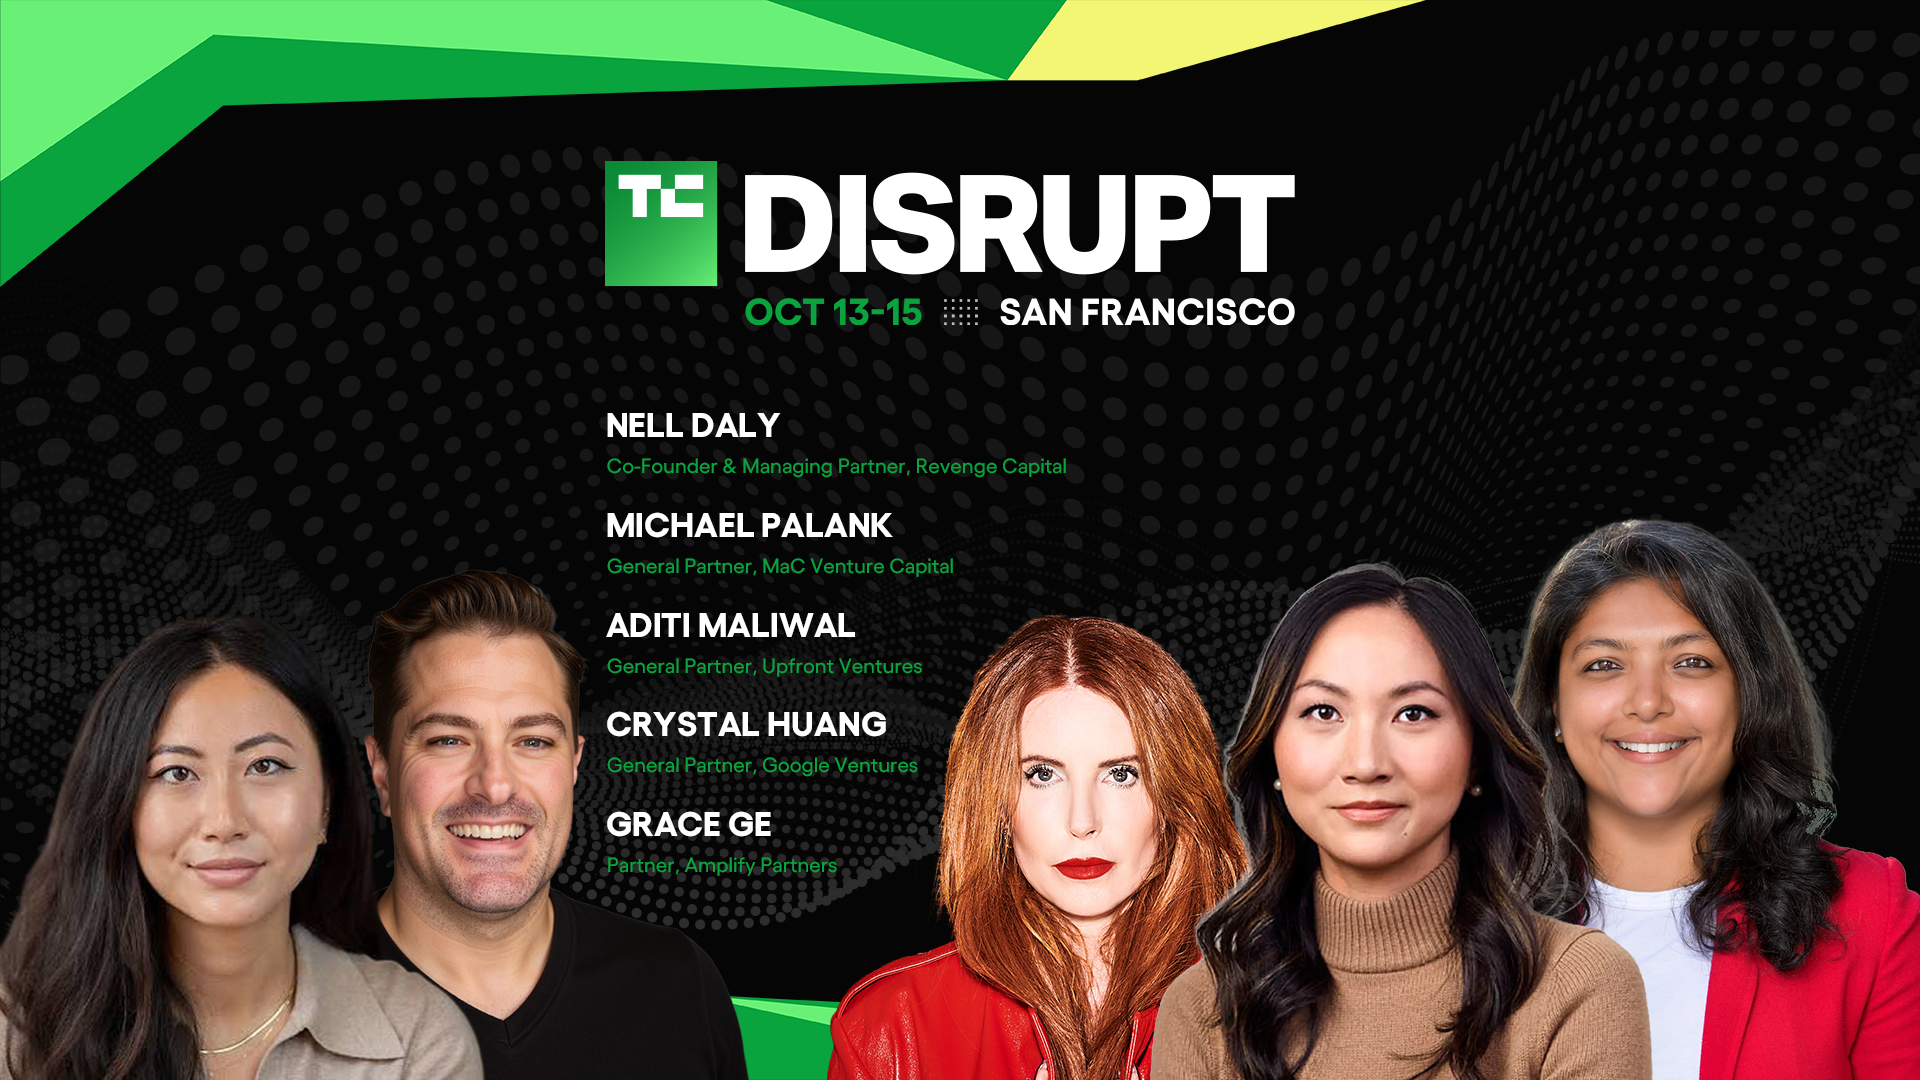 TC DISRUPT
OCT 13-15 SAN FRANCISCO
NELL DALY
Co-Founder & Managing Partner, Revenge Capital
MICHAEL PALANK
General Partner, MaC Venture Capital
ADITI MALIWAL
General Partner, Upfront Ventures
CRYSTAL HUANG
General Partner, Google Ventures
GRACE GE
Partner, Amplify Partners